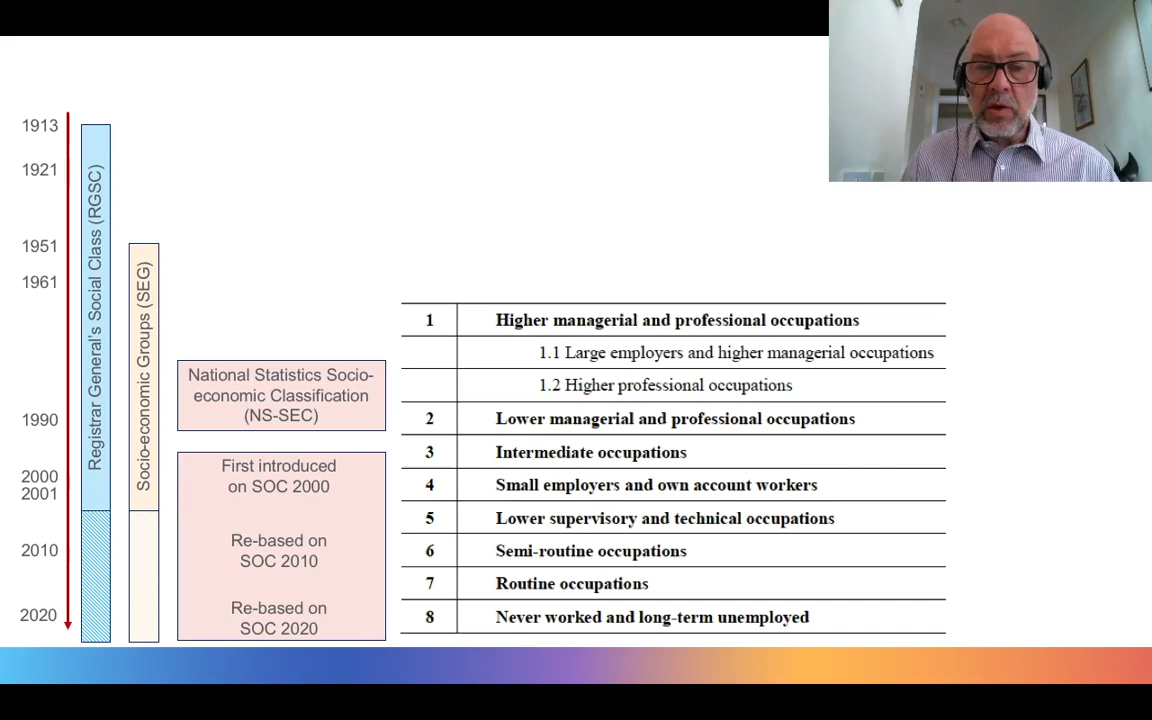 1913
1921
1951
1961
1990
2000
2001
2010
2020
Registrar General's Social Class (RGSC)
Socio-economic Groups (SEG)
National Statistics Socio-
economic Classification
(NS-SEC)
First introduced
on SOC 2000
Re-based on
SOC 2010
Re-based on
SOC 2020
1 Higher managerial and professional occupations
1.1 Large employers and higher managerial occupations
1.2 Higher professional occupations
2 Lower managerial and professional occupations
3 Intermediate occupations
4 Small employers and own account workers
5 Lower supervisory and technical occupations
6 Semi-routine occupations
7 Routine occupations
8 Never worked and long-term unemployed